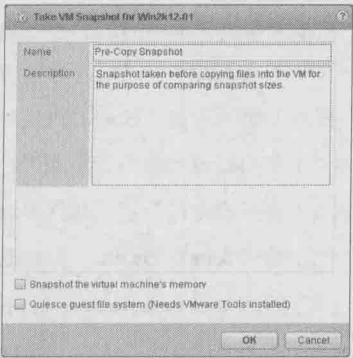 Take VM Snapshot for Win2k12-01
Name
Pre-Copy Snapshot
Description
Snapshot taken before copying files into the VM for
the purpose of comparing snapshot sizes.
Snapshot the virtual machine's memory
Quiesce guest file system (Needs VMware Tools installed)
OK
Cancel